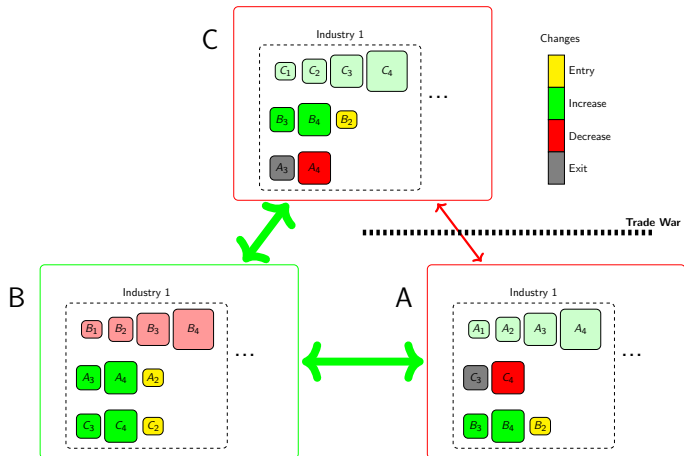 C
Industry 1
C1 C2 C3 C4
B3 B4 B2
A3 A4
...
Changes
Entry
Increase
Decrease
Exit
Trade War
B
Industry 1
B1 B2 B3 B4
A3 A4 A2
C3 C4 C2
...
A
Industry 1
A1 A2 A3 A4
C3 C4
B3 B4 B2
...